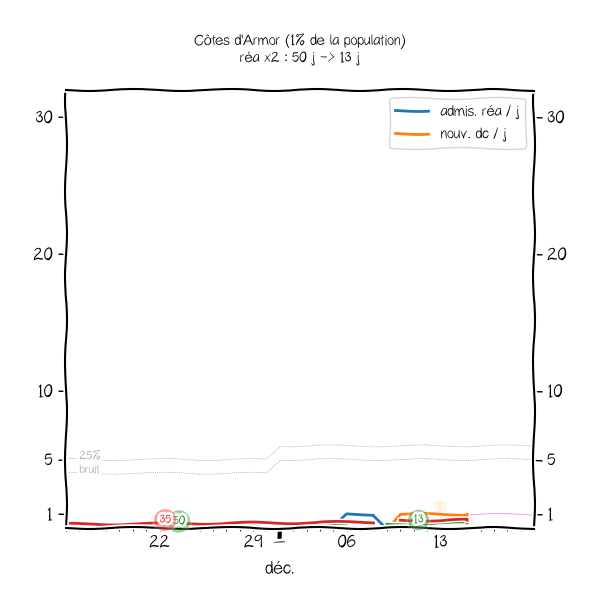 Côtes d'Armor (1% de la population)
réa x2 : 50 j -> 13 j
admis. réa / j
nouv. dc / j
30 30
20 20
10 10
25%
5 5
bruit
1 35 50 13 1
22 29 06 13
déc.